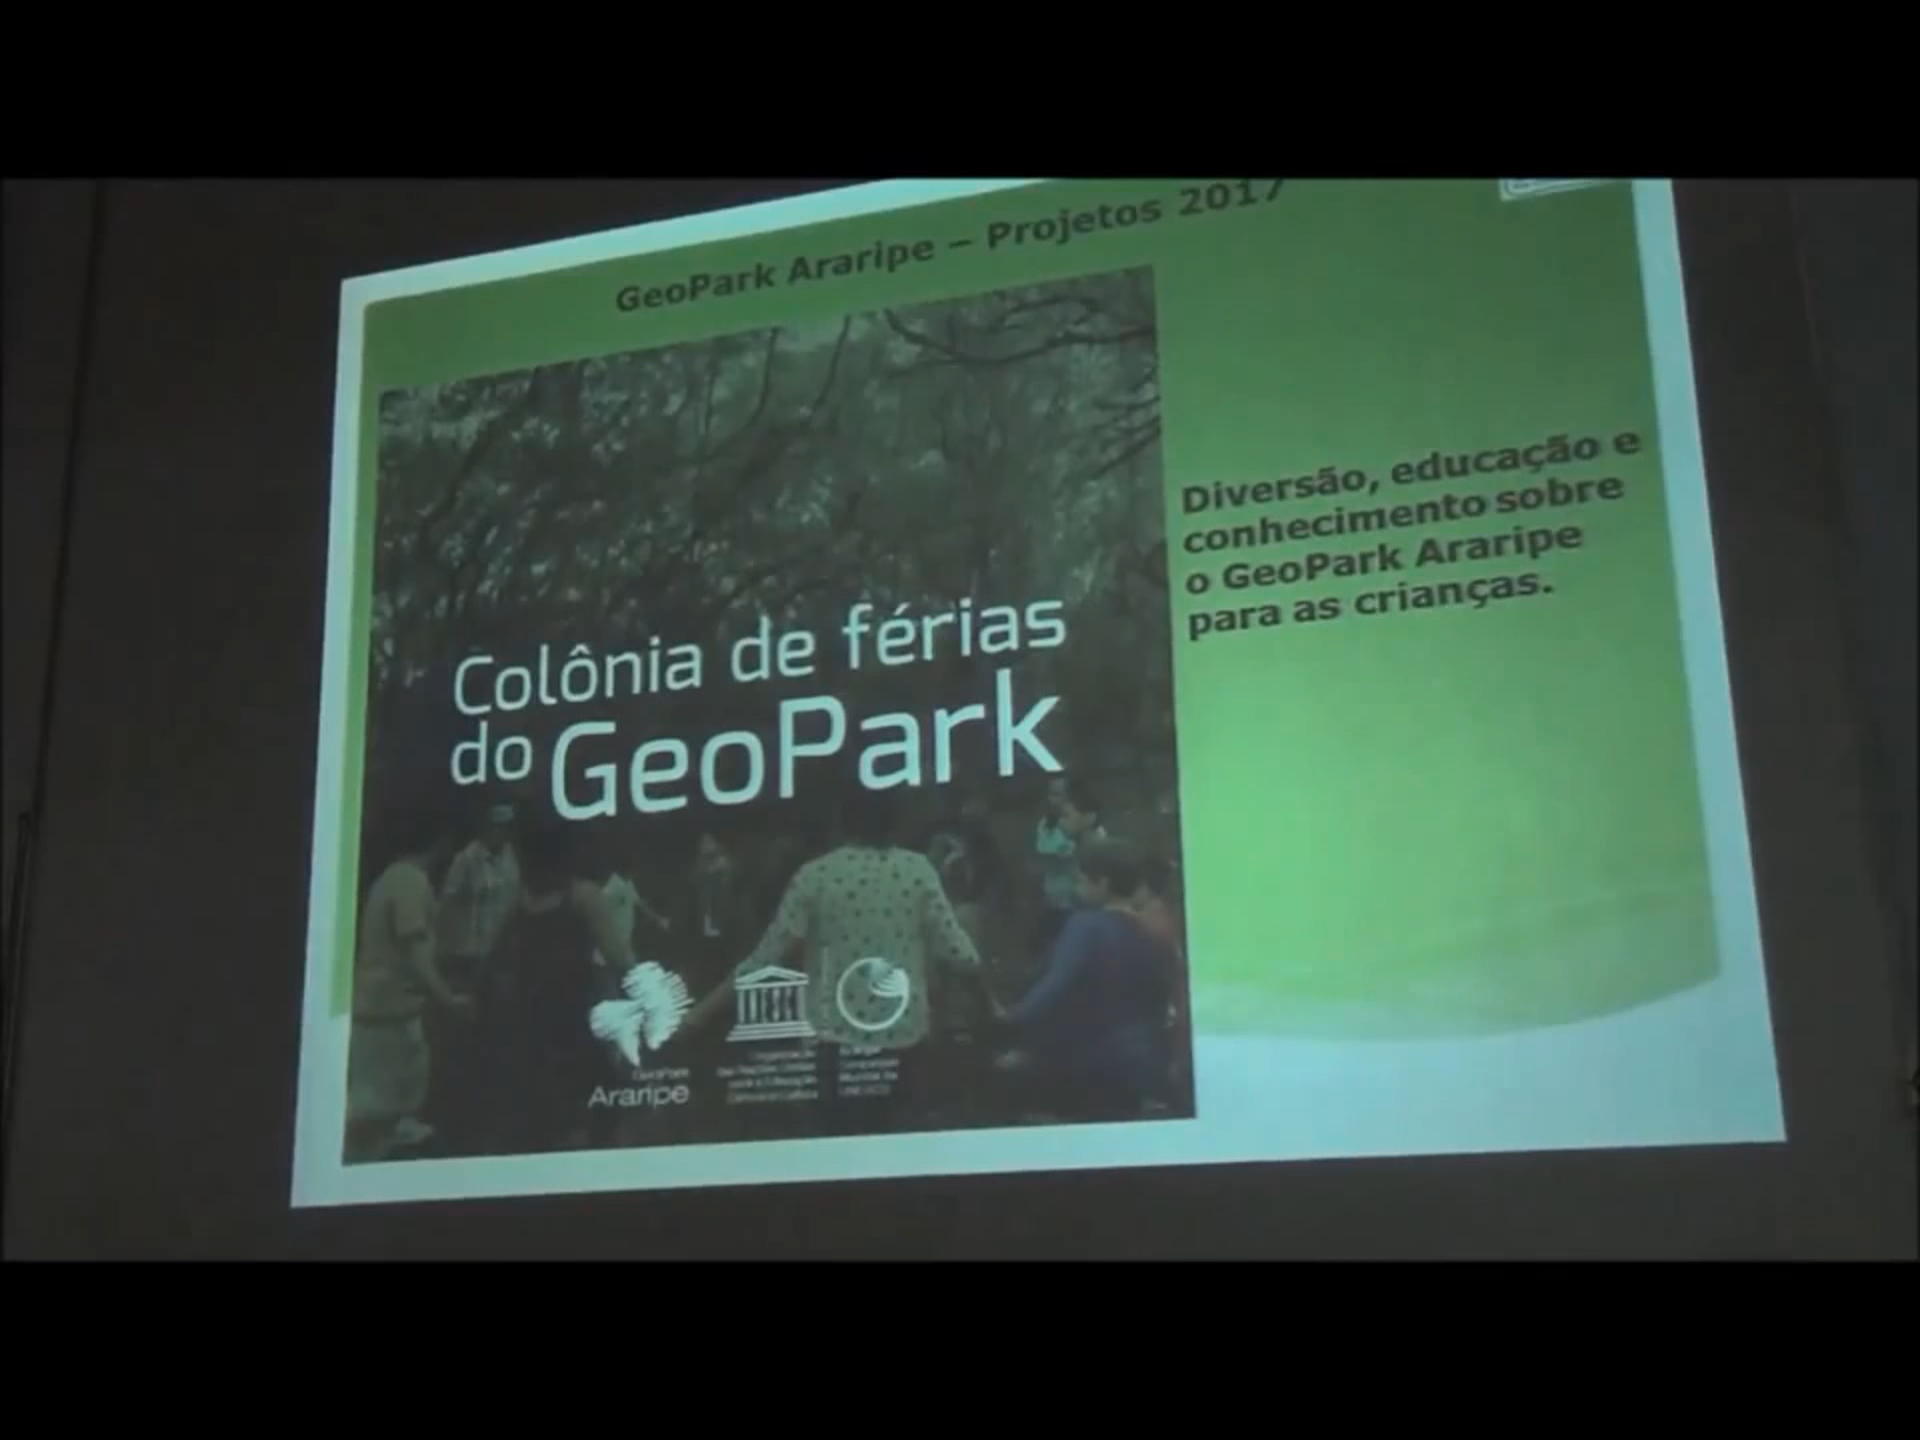 GeoPark Araripe – Projetos 2017
Diversão, educação e
conhecimento sobre
o GeoPark Araripe
para as crianças.
Colônia de férias
do GeoPark
GeoPark
Araripe